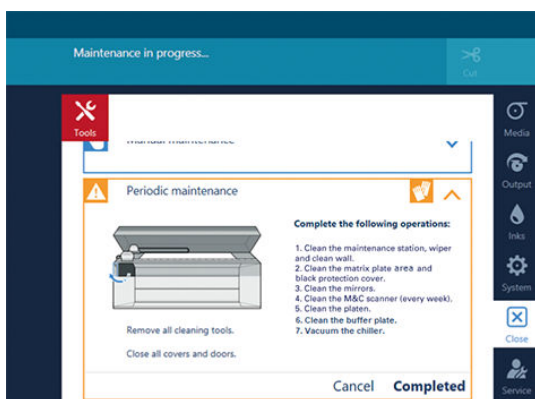 Maintenance in progress...
Cut
Tools
Media
Manual maintenance
Periodic maintenance
Output
Complete the following operations:
1. Clean the maintenance station, wiper
and clean wall.
2. Clean the matrix plate area and
black protection cover.
3. Clean the mirrors.
4. Clean the M&C scanner (every week).
5. Clean the platen.
6. Clean the buffer plate.
7. Vacuum the chiller.
Inks
System
Remove all cleaning tools.
Close all covers and doors.
Close
Cancel
Completed
Service